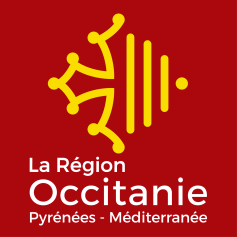 La Région
Occitanie
Pyrénées - Méditerranée